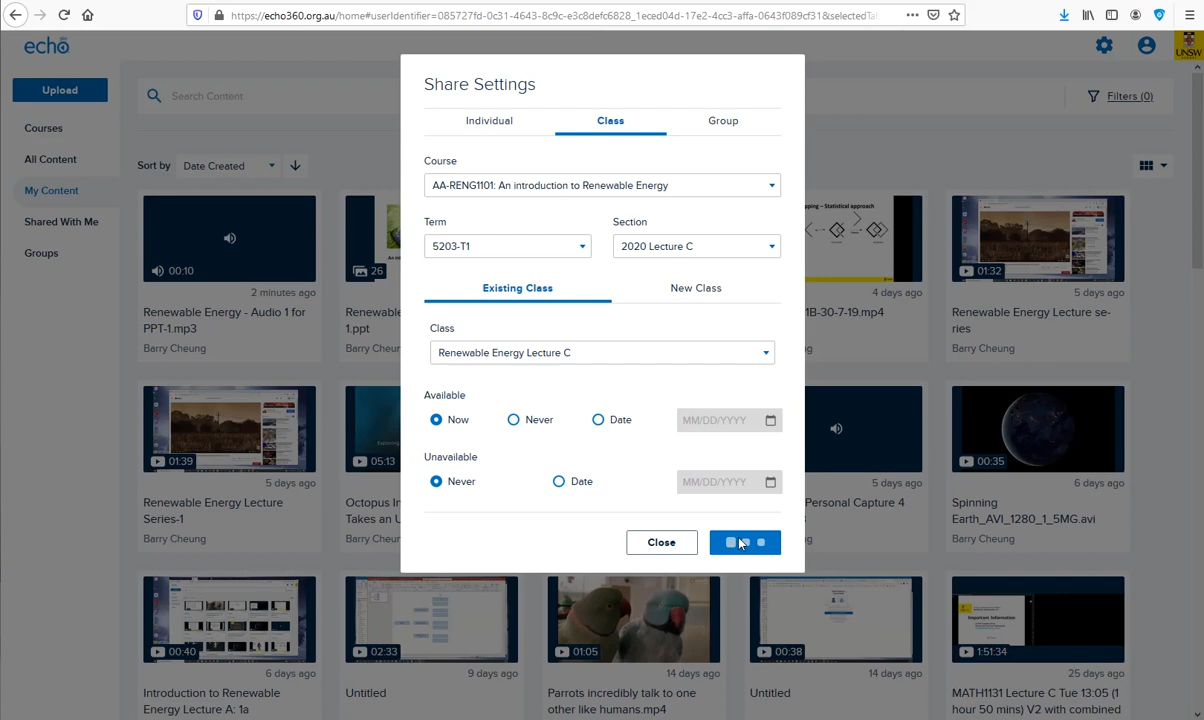 https://echo360.org.au/home#userIdentifier=085727fd-0c31-4643-8c9c-e3c8defc6828_1eced04d-17e2-4cc3-affa-0643f089cf31&selectedTa
echo
UNSW
Upload
Search Content
Filters (0)
Courses
All Content
My Content
Shared With Me
Groups
Sort by
Date Created
Share Settings
Individual
Class
Group
Course
AA-RENG1101: An introduction to Renewable Energy
Term
Section
5203-T1
2020 Lecture C
Existing Class
New Class
Class
Renewable Energy Lecture C
Available
Now
Never
Date
MM/DD/YYYY
Unavailable
Never
Date
MM/DD/YYYY
Close
00:10
2 minutes ago
Renewable Energy - Audio 1 for
PPT-1.mp3
Barry Cheung
26
Renewable
1.ppt
Barry Cheun
pping - Statistical approach
4 days ago
1B-30-7-19.mp4
01:32
5 days ago
Renewable Energy Lecture se-
ries
Barry Cheung
01:39
5 days ago
Renewable Energy Lecture
Series-1
Barry Cheung
05:13
Octopus In
Takes an U
Barry Cheun
5 days ago
Personal Capture 4
00:35
6 days ago
Spinning
Earth_AVI_1280_1_5MG.avi
Barry Cheung
00:40
6 days ago
Introduction to Renewable
Energy Lecture A: 1a
02:33
9 days ago
Untitled
01:05
14 days ago
Parrots incredibly talk to one
other like humans.mp4
00:38
14 days ago
Untitled
Important Information
1:51:34
25 days ago
MATH1131 Lecture C Tue 13:05 (1
hour 50 mins) V2 with combined